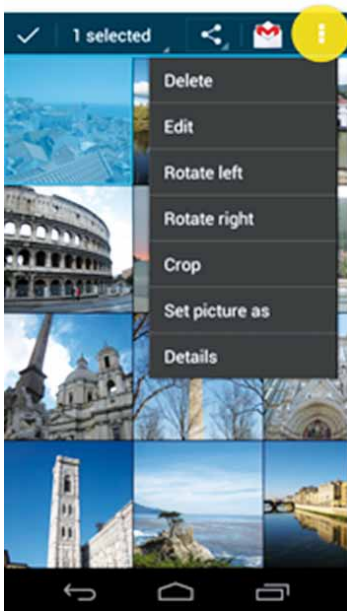 1 selected
Delete
Edit
Rotate left
Rotate right
Crop
Set picture as
Details